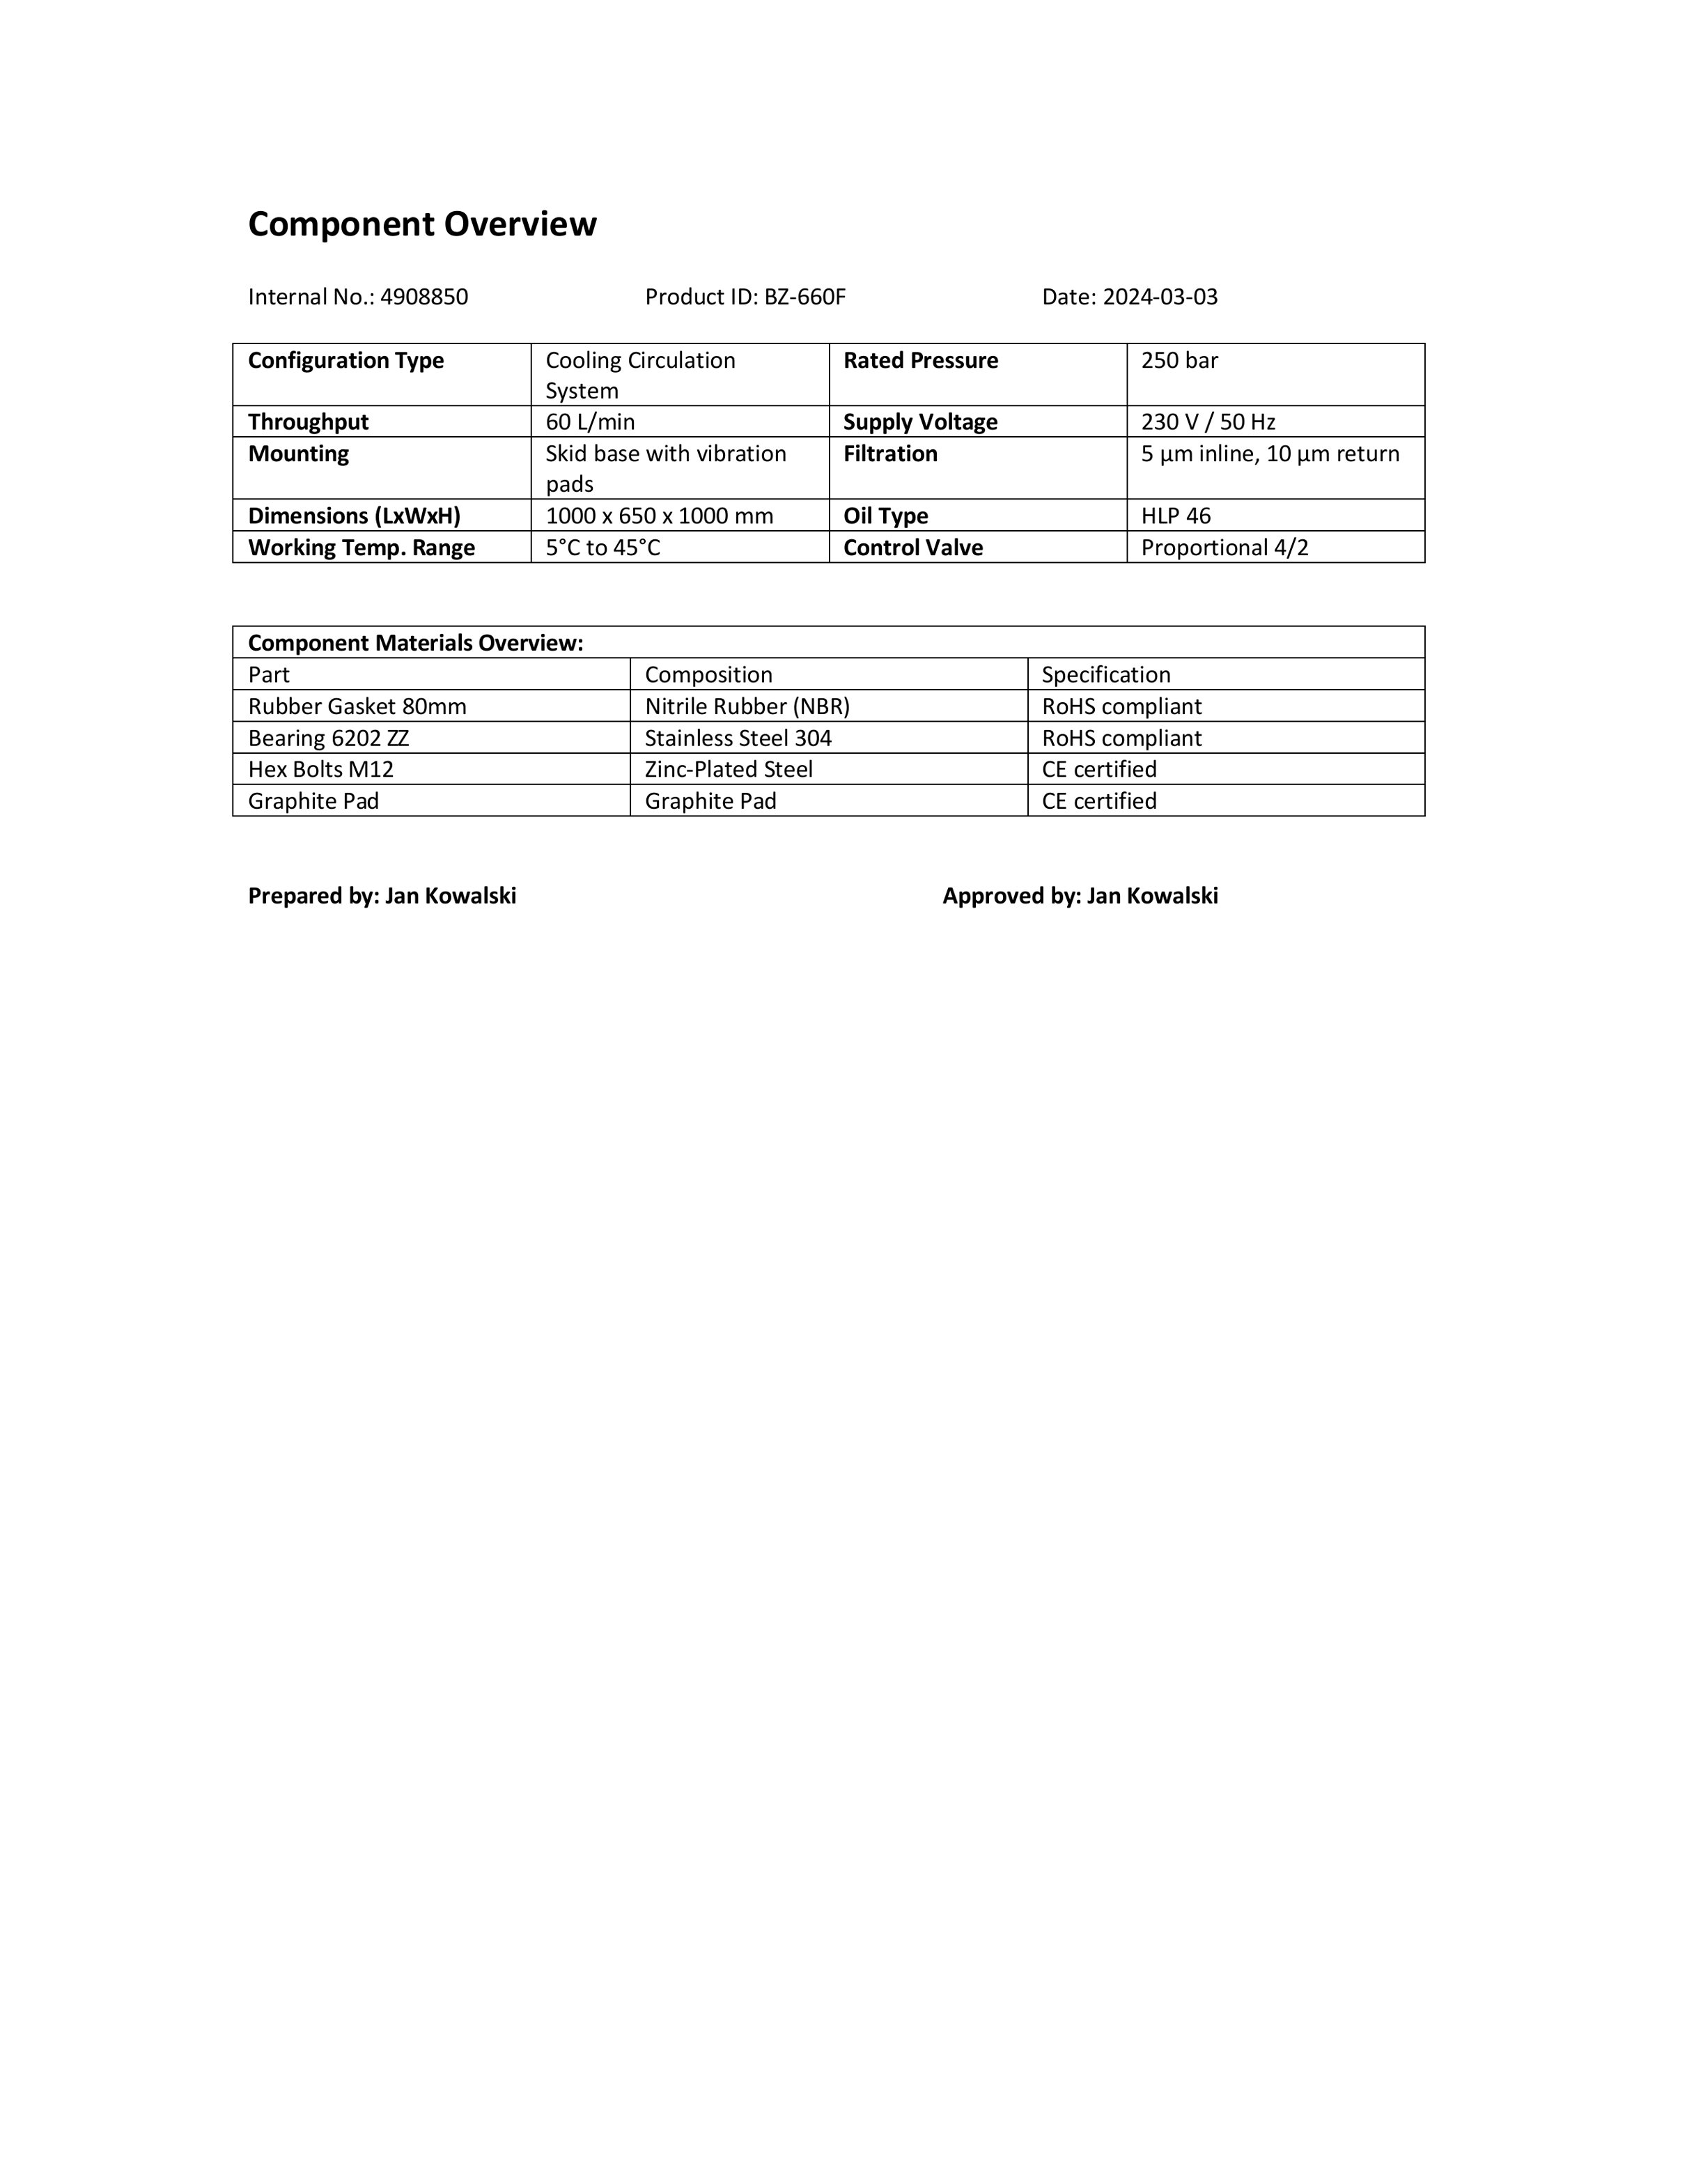 Component Overview
Internal No.: 4908850 Product ID: BZ-660F Date: 2024-03-03
Configuration Type Cooling Circulation System Rated Pressure 250 bar
Throughput 60 L/min Supply Voltage 230 V / 50 Hz
Mounting Skid base with vibration pads Filtration 5 µm inline, 10 µm return
Dimensions (LxWxH) 1000 x 650 x 1000 mm Oil Type HLP 46
Working Temp. Range 5°C to 45°C Control Valve Proportional 4/2
Component Materials Overview:
Part Composition Specification
Rubber Gasket 80mm Nitrile Rubber (NBR) RoHS compliant
Bearing 6202 ZZ Stainless Steel 304 RoHS compliant
Hex Bolts M12 Zinc-Plated Steel CE certified
Graphite Pad Graphite Pad CE certified
Prepared by: Jan Kowalski Approved by: Jan Kowalski